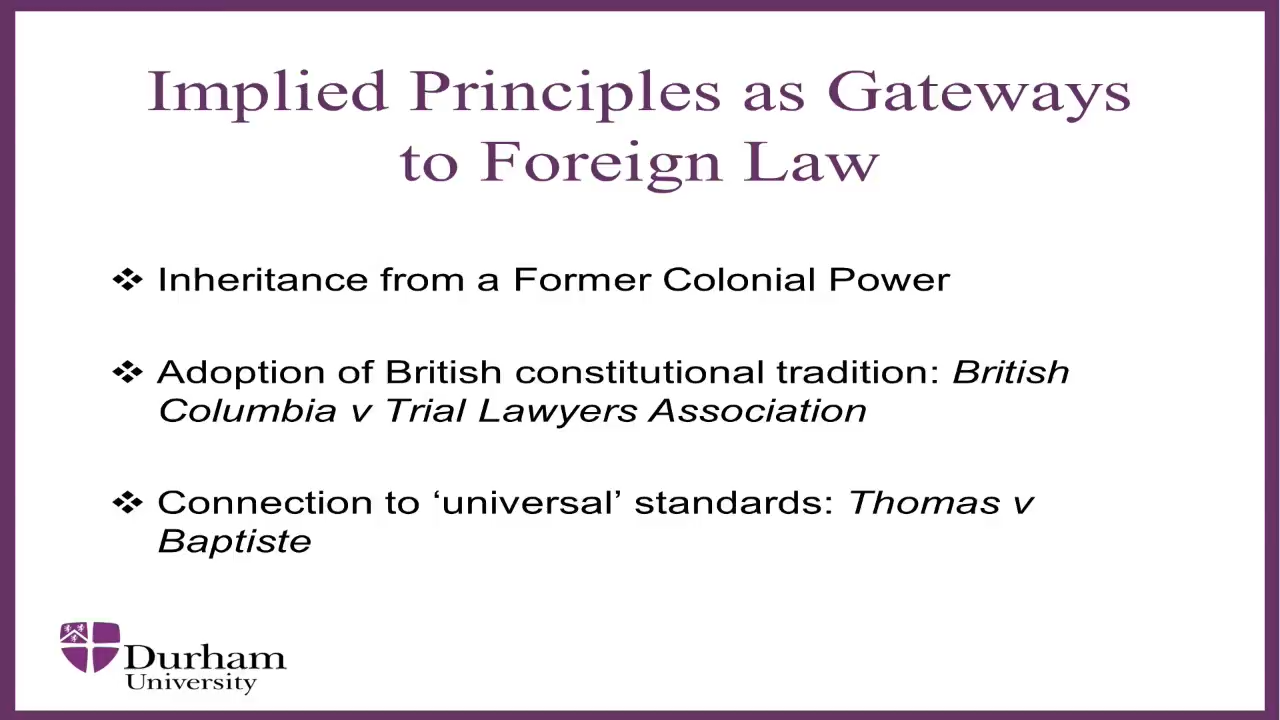 Implied Principles as Gateways
to Foreign Law
❖ Inheritance from a Former Colonial Power
❖ Adoption of British constitutional tradition: British
Columbia v Trial Lawyers Association
❖ Connection to ‘universal’ standards: Thomas v
Baptiste
Durham
University